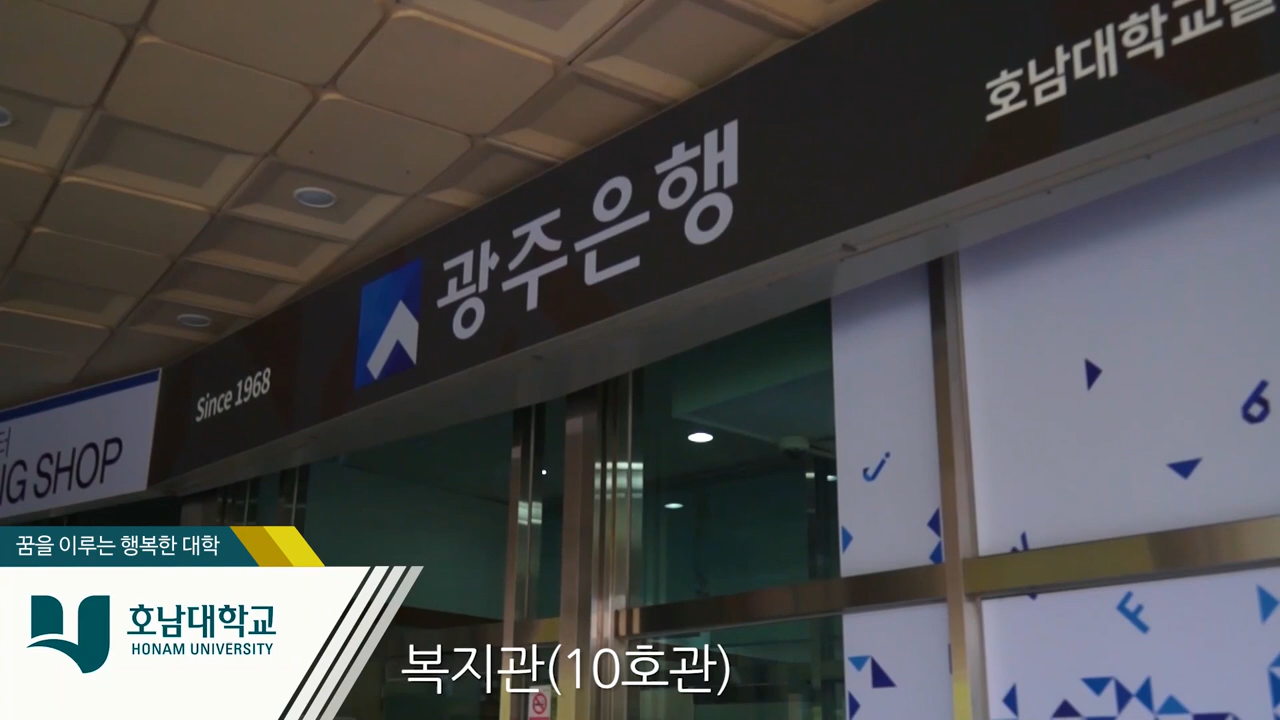 호남대학교
광주은행
Since 1968
SHOP
J
6
F
꿈을 이루는 행복한 대학
호남대학교
HONAM UNIVERSITY
복지관(10호관)